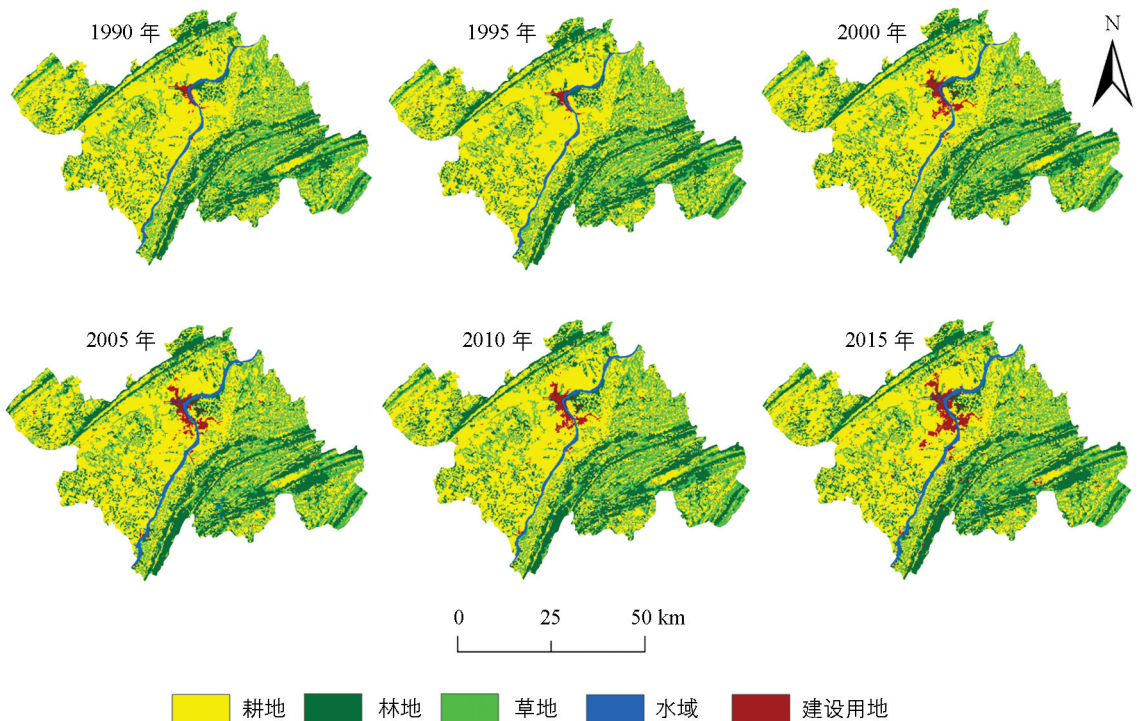 1990 年
1995 年
2000 年
N
2005 年
2010 年
2015 年
0 25 50 km
耕地 林地 草地 水域 建设用地